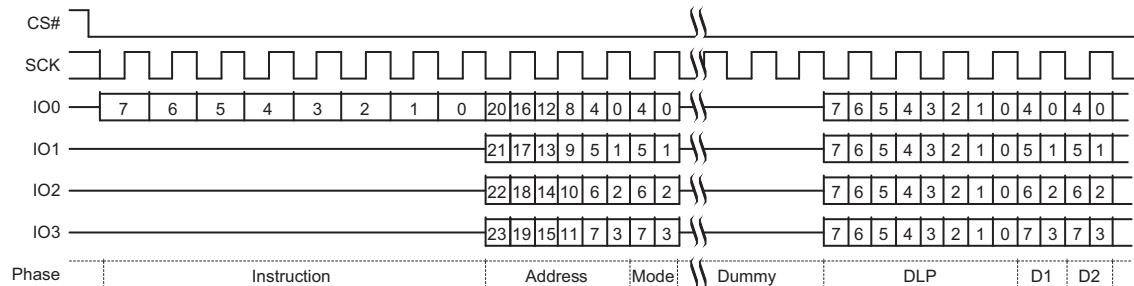 CS#
SCK
IO0 7 6 5 4 3 2 1 0 20 16 12 8 4 0 4 0 7 6 5 4 3 2 1 0 4 0 4 0
IO1 21 17 13 9 5 1 5 1 7 6 5 4 3 2 1 0 5 1 5 1
IO2 22 18 14 10 6 2 6 2 7 6 5 4 3 2 1 0 6 2 6 2
IO3 23 19 15 11 7 3 7 3 7 6 5 4 3 2 1 0 7 3 7 3
Phase Instruction Address Mode Dummy DLP D1 D2